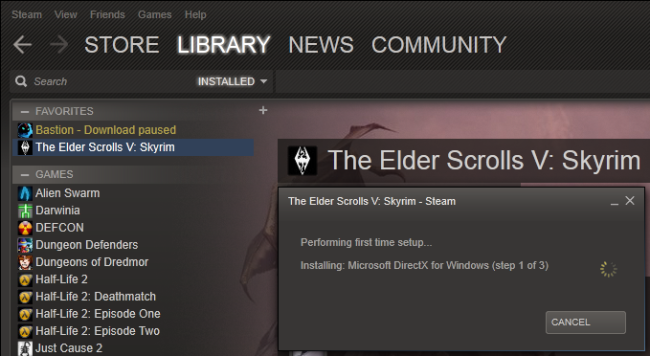 Steam View Friends Games Help
STORE LIBRARY NEWS COMMUNITY
Search INSTALLED
FAVORITES
Bastion - Download paused
The Elder Scrolls V: Skyrim
GAMES
Alien Swarm
Darwinia
DEFCON
Dungeon Defenders
Dungeons of Dredmor
Half-Life 2
Half-Life 2: Deathmatch
Half-Life 2: Episode One
Half-Life 2: Episode Two
Just Cause 2
The Elder Scrolls V: Skyrim
The Elder Scrolls V: Skyrim - Steam
Performing first time setup...
Installing: Microsoft DirectX for Windows (step 1 of 3)
CANCEL